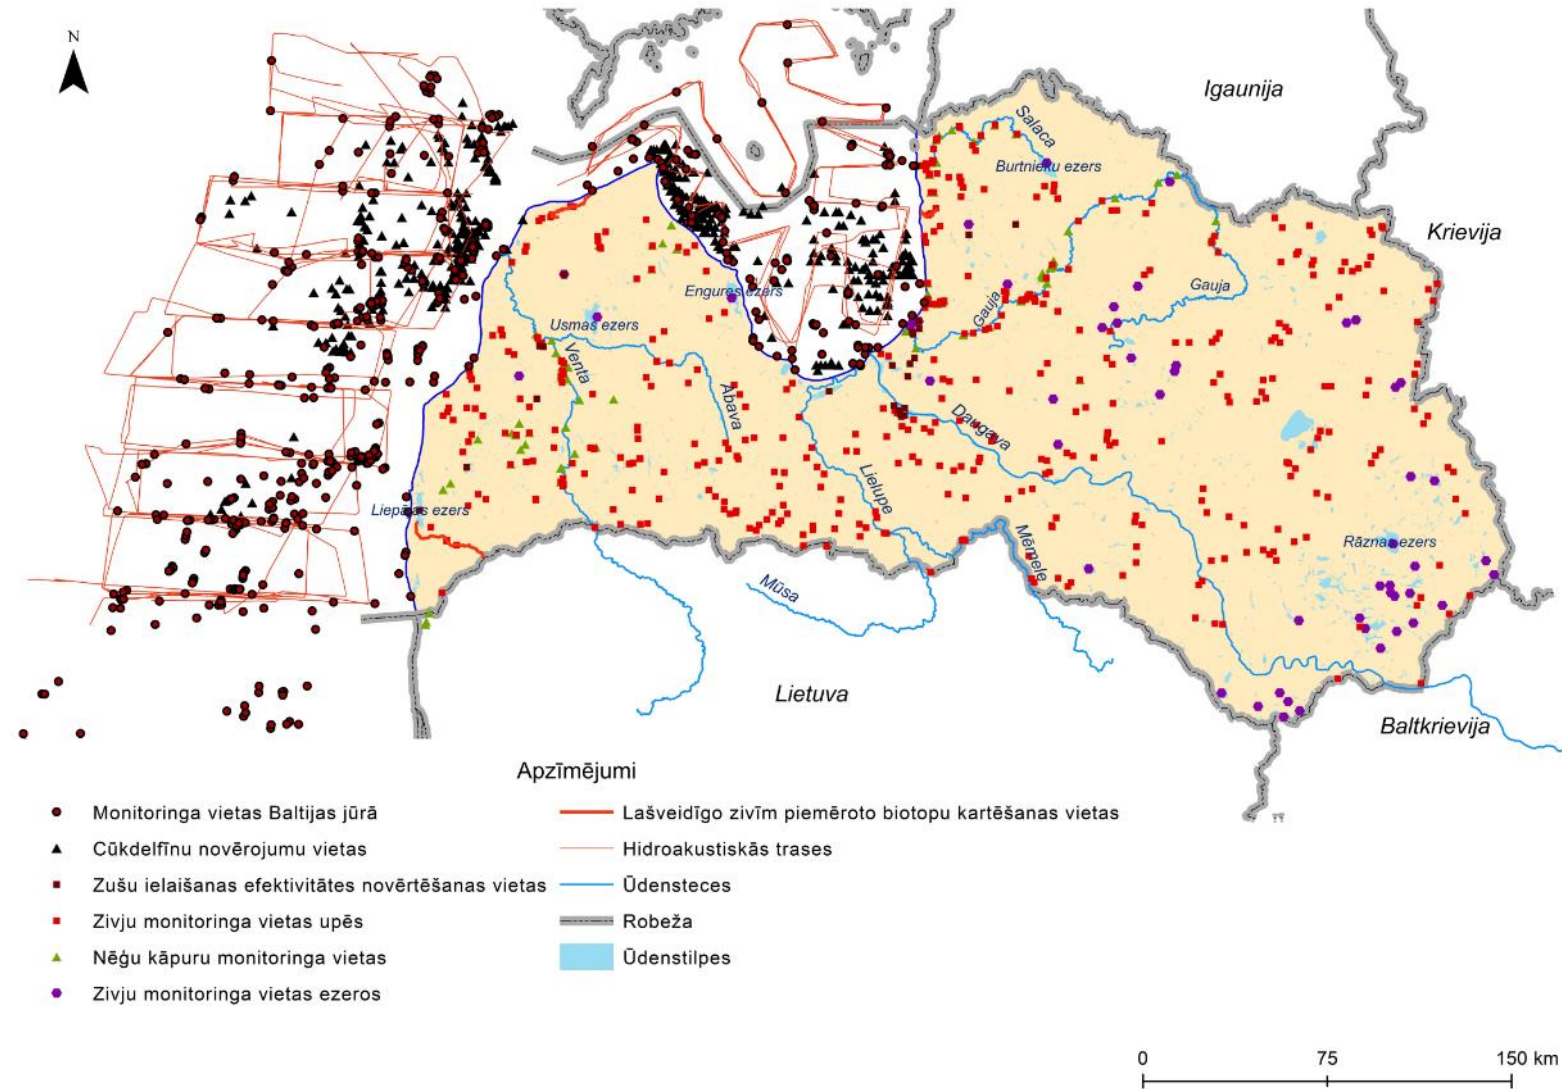 N
Igaunija
Salaca
Burtnieku ezers
Krievija
Gauja
Engures ezers
Gauja
Usmas ezers
Venta
Abava
Daugava
Lielupe
Liepājas ezers
Rāznas ezers
Mēmele
Mūsa
Lietuva
Baltkrievija
Apzīmējumi
Monitoringa vietas Baltijas jūrā
Cūkdelfīnu novērojumu vietas
Zušu ielaišanas efektivitātes novērtēšanas vietas
Zivju monitoringa vietas upēs
Nēģu kāpuru monitoringa vietas
Zivju monitoringa vietas ezeros
Lašveidīgo zivīm piemēroto biotopu kartēšanas vietas
Hidroakustiskās trases
Ūdensteces
Robeža
Ūdenstilpes
0 75 150 km